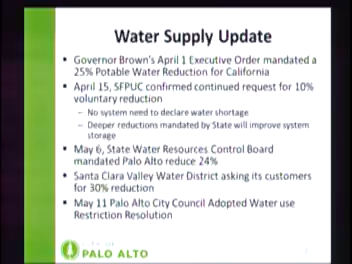 Water Supply Update
• Governor Brown's April 1 Executive Order mandated a
25% Potable Water Reduction for California
• April 15, SFPUC confirmed continued request for 10%
voluntary reduction
– No system need to declare water shortage
– Deeper reductions mandated by State will improve system
storage
• May 6, State Water Resources Control Board
mandated Palo Alto reduce 24%
• Santa Clara Valley Water District asking its customers
for 30% reduction
• May 11 Palo Alto City Council Adopted Water use
Restriction Resolution
PALO ALTO